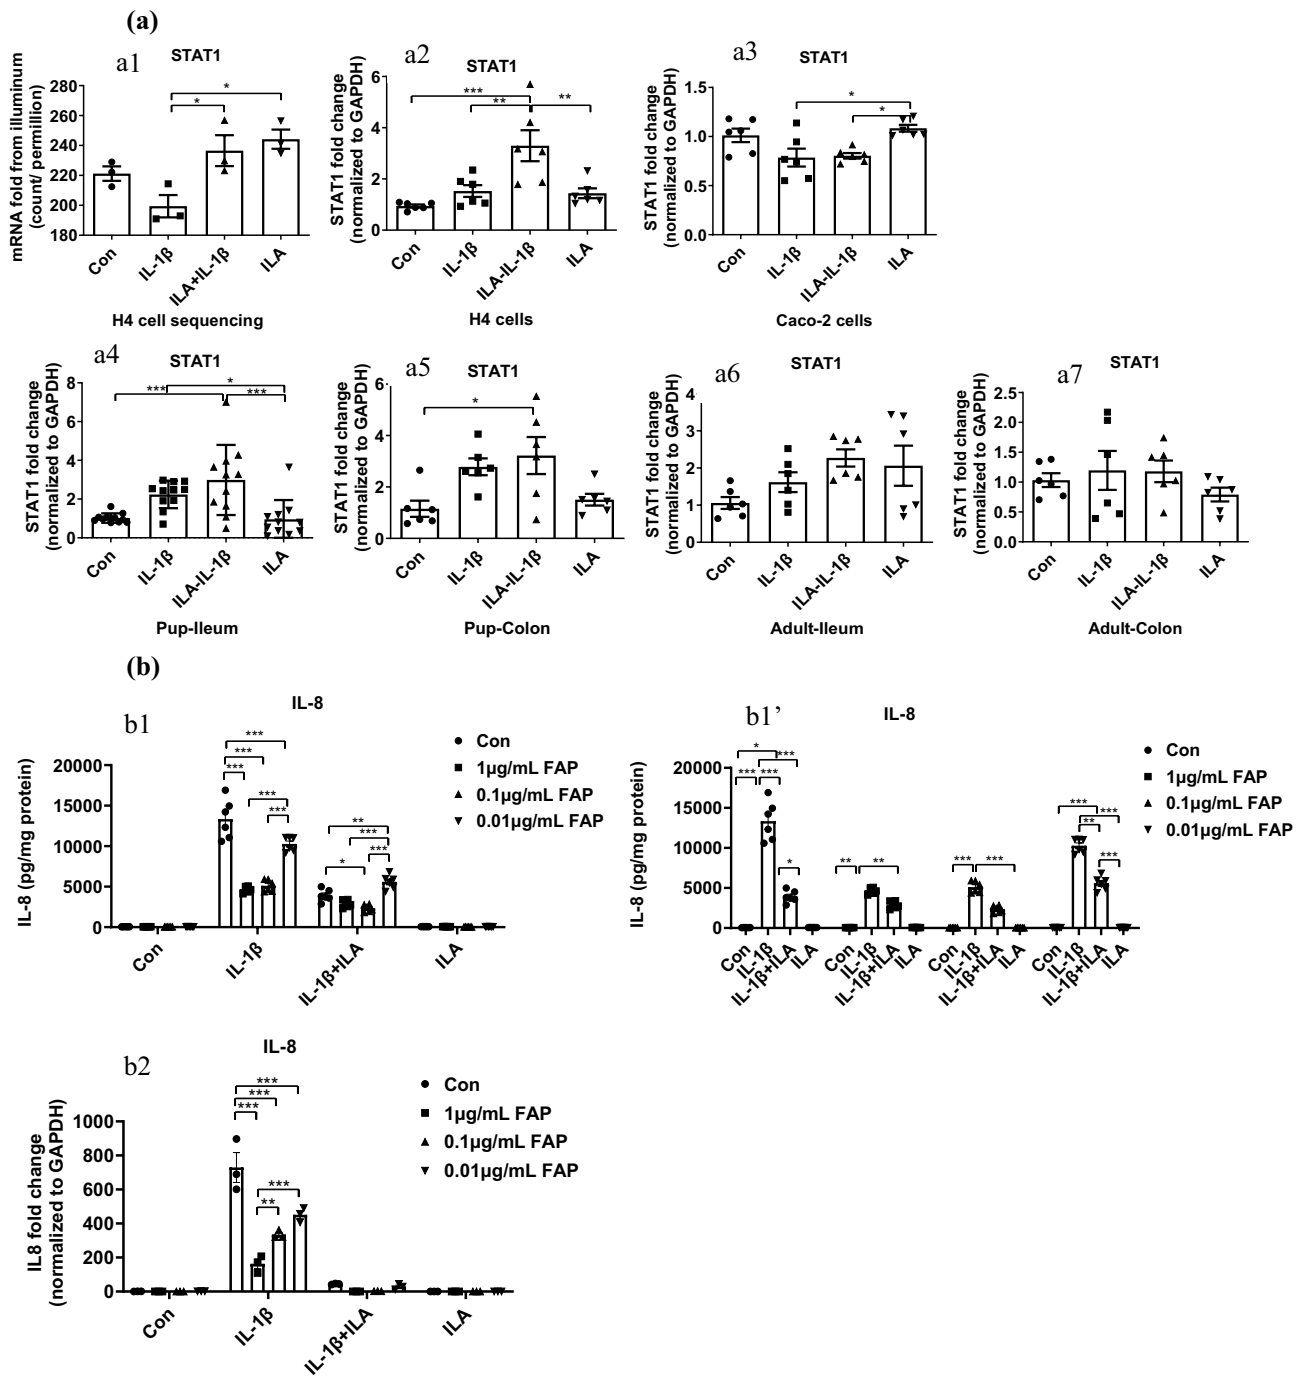 (a)
a1
STAT1
mRNA fold from illuminum
(count/ permillion)
280
260
240
220
200
180
*
*
Con
IL-1β
ILA+IL-1β
ILA
H4 cell sequencing
a2
STAT1
STAT1 fold change
(normalized to GAPDH)
6
4
2
0
***
**
**
Con
IL-1β
ILA-IL-1β
ILA
H4 cells
a3
STAT1
STAT1 fold change
(normalized to GAPDH)
1.5
1.0
0.5
0.0
*
*
Con
IL-1β
ILA-IL-1β
ILA
Caco-2 cells
a4
STAT1
STAT1 fold change
(normalized to GAPDH)
8
6
4
2
0
*
***
***
Con
IL-1β
ILA-IL-1β
ILA
Pup-Ileum
a5
STAT1
STAT1 fold change
(normalized to GAPDH)
6
4
2
0
*
Con
IL-1β
ILA-IL-1β
ILA
Pup-Colon
a6
STAT1
STAT1 fold change
(normalized to GAPDH)
4
3
2
1
0
Con
IL-1β
ILA-IL-1β
ILA
Adult-Ileum
a7
STAT1
STAT1 fold change
(normalized to GAPDH)
2.5
2.0
1.5
1.0
0.5
0.0
Con
IL-1β
ILA-IL-1β
ILA
Adult-Colon
(b)
b1
IL-8
IL-8 (pg/mg protein)
20000
15000
10000
5000
0
***
***
***
***
***
**
***
***
*
Con
IL-1β
IL-1β+ILA
ILA
Con
1μg/mL FAP
0.1μg/mL FAP
0.01μg/mL FAP
b1’
IL-8
IL-8 (pg/mg protein)
20000
15000
10000
5000
0
*
***
***
***
*
**
**
***
***
***
***
**
***
Con
IL-1β
IL-1β+ILA
ILA
Con
IL-1β
IL-1β+ILA
ILA
Con
IL-1β
IL-1β+ILA
ILA
Con
IL-1β
IL-1β+ILA
ILA
Con
1μg/mL FAP
0.1μg/mL FAP
0.01μg/mL FAP
b2
IL-8
IL8 fold change
(normalized to GAPDH)
1000
800
600
400
200
0
***
***
***
***
**
Con
IL-1β
IL-1β+ILA
ILA
Con
1μg/mL FAP
0.1μg/mL FAP
0.01μg/mL FAP